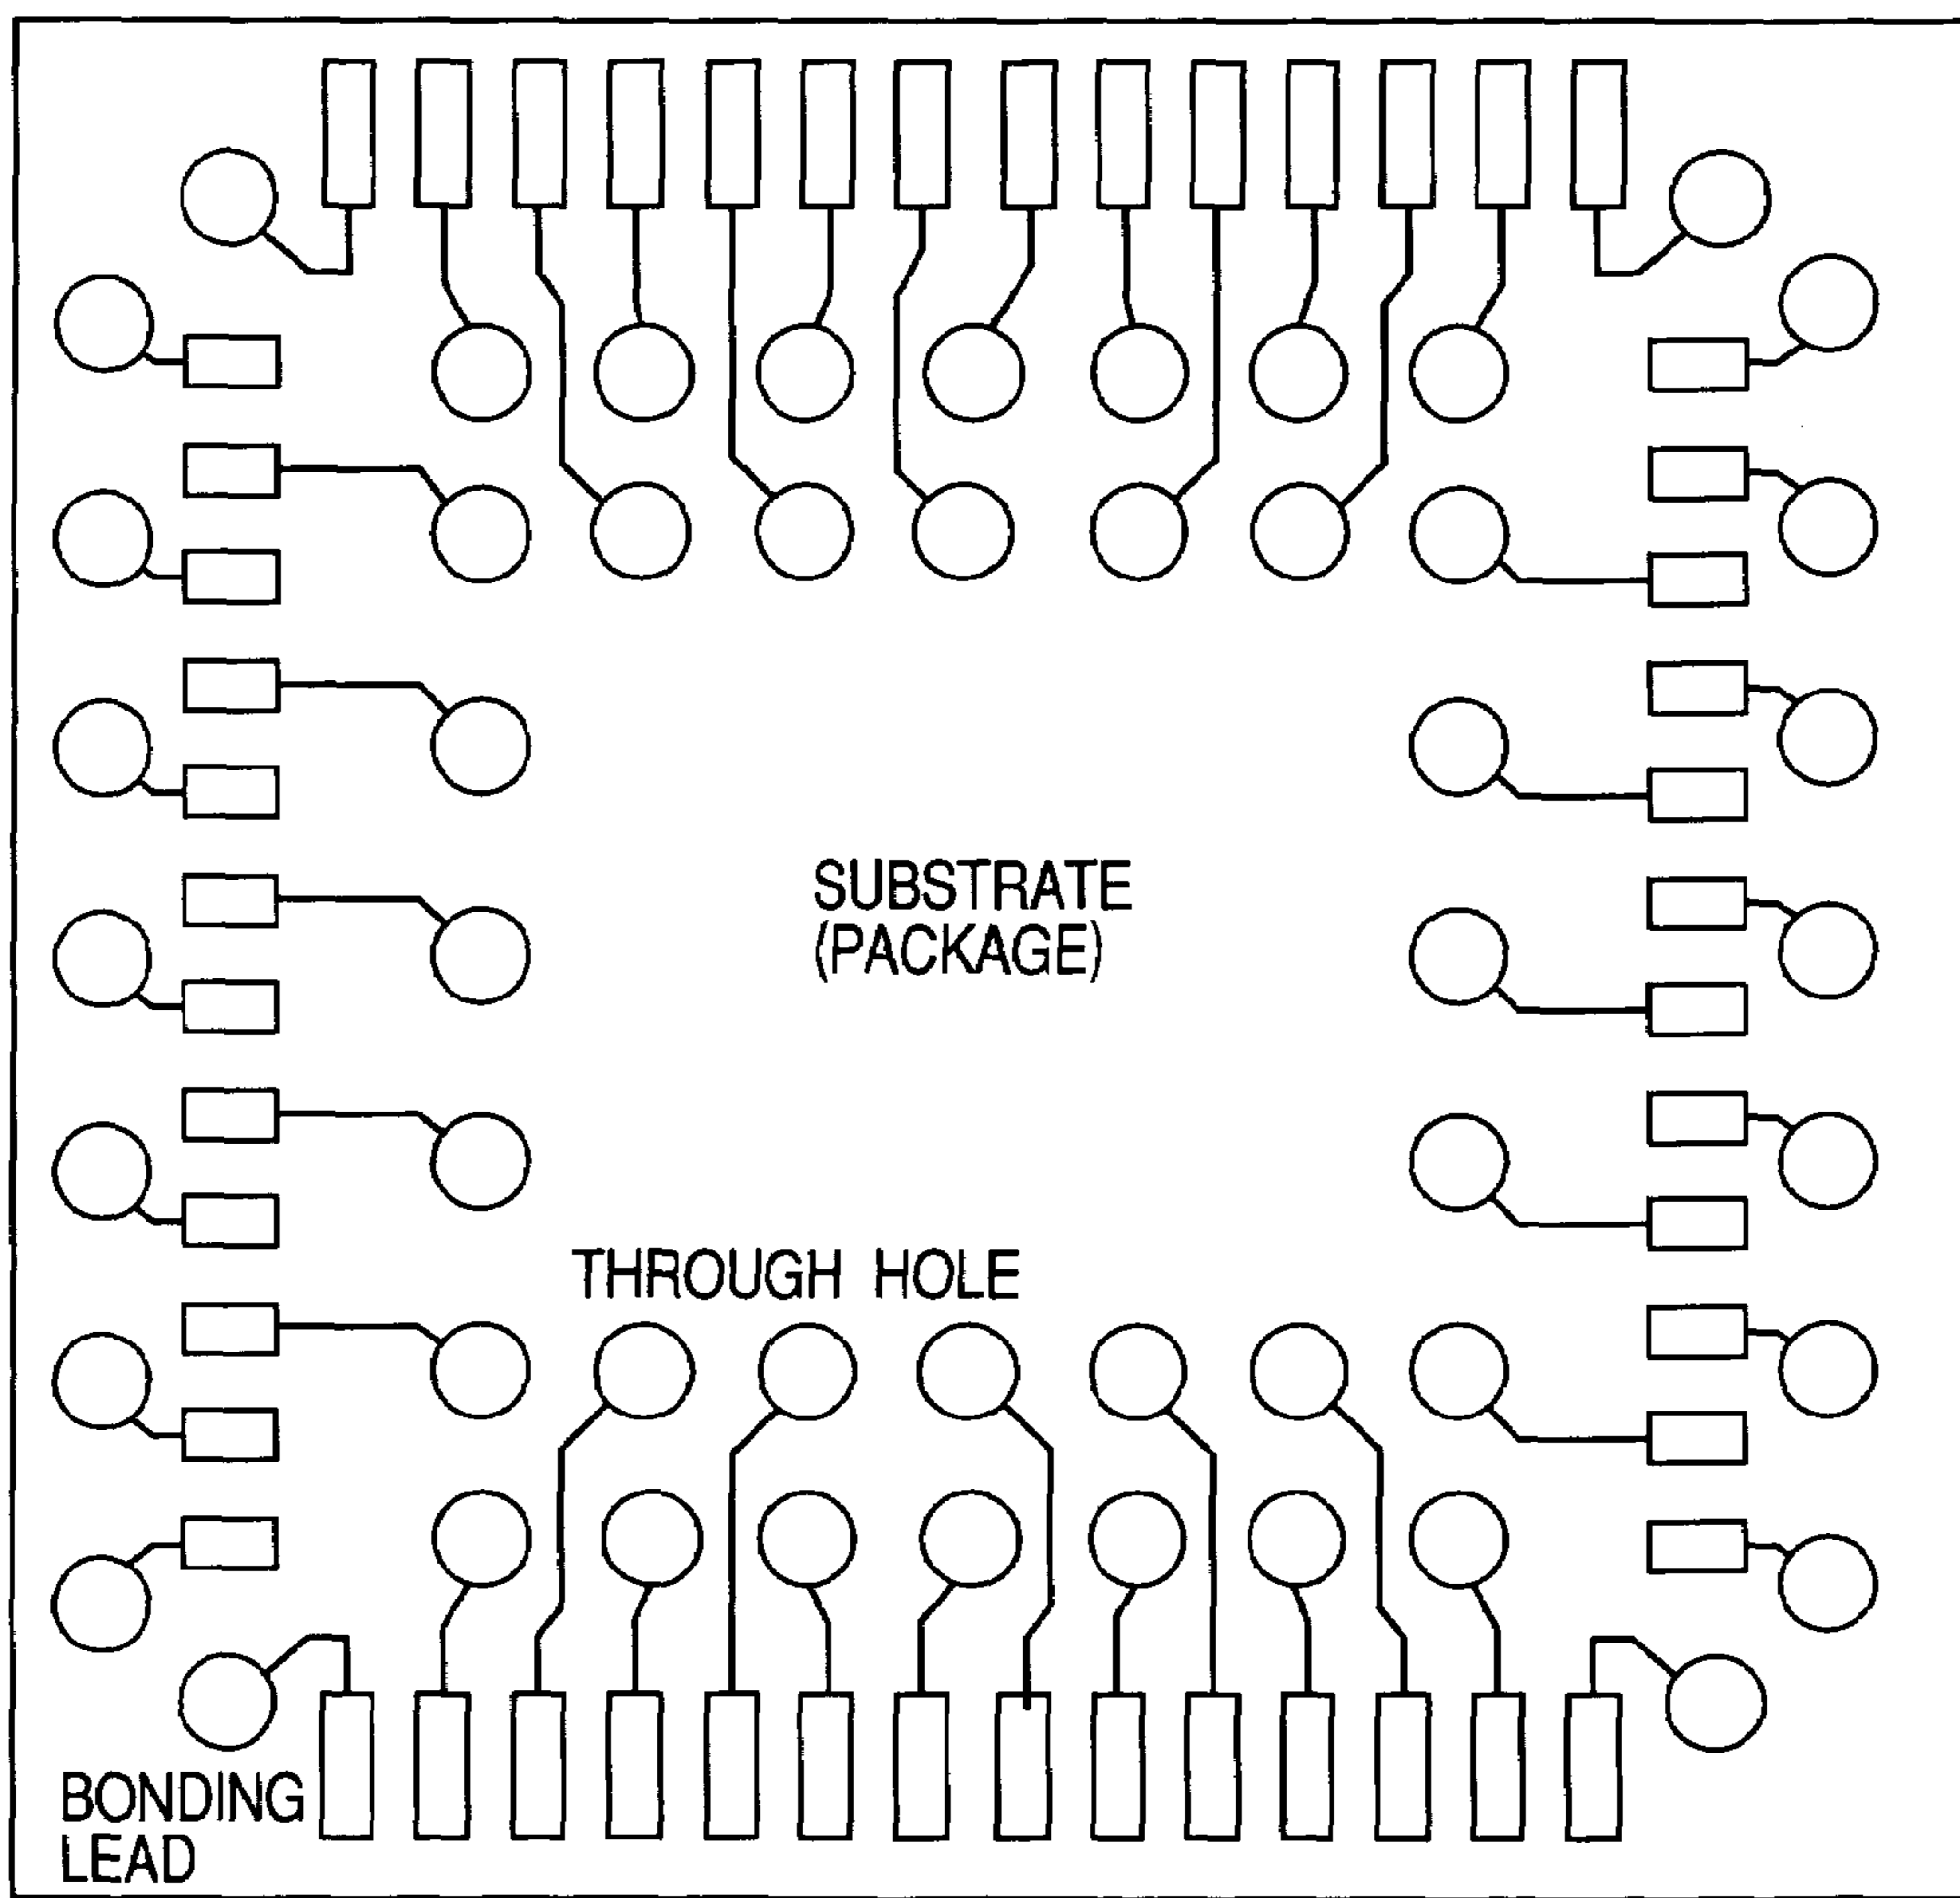 SUBSTRATE
(PACKAGE)
THROUGH HOLE
BONDING
LEAD